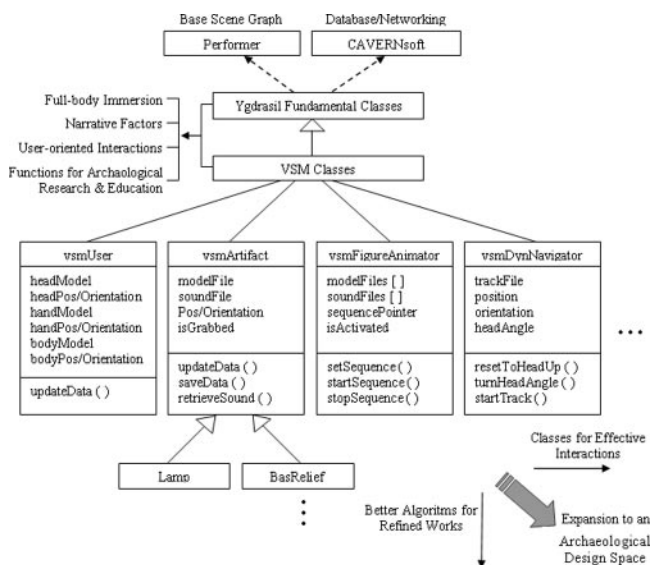 Base Scene Graph
Database/Networking
Performer
CAVERNsoft
Ygdrasil Fundamental Classes
Full-body Immersion
Narrative Factors
User-oriented Interactions
Functions for Archaological
Research & Education
VSM Classes
vsmUser
headModel
headPos/Orientation
handModel
handPos/Orientation
bodyModel
bodyPos/Orientation
updateData ( )
vsmArtifact
modelFile
soundFile
Pos/Orientation
isGrabbed
updateData ( )
saveData ( )
retrieveSound ( )
vsmFigureAnimator
modelFiles [ ]
soundFiles [ ]
sequencePointer
isActivated
setSequence ( )
startSequence ( )
stopSequence ( )
vsmDynNavigator
trackFile
position
orientation
headAngle
resetToHeadUp ( )
turnHeadAngle ( )
startTrack ( )
Lamp
BasRelief
Classes for Effective
Interactions
Better Algoritms for
Refined Works
Expansion to an
Archaeological
Design Space